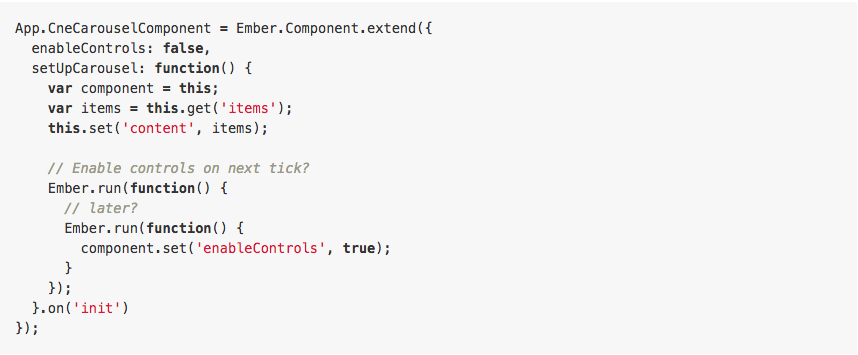 App.CneCarouselComponent = Ember.Component.extend({
  enableControls: false,
  setUpCarousel: function() {
    var component = this;
    var items = this.get('items');
    this.set('content', items);

    // Enable controls on next tick?
    Ember.run(function() {
      // later?
      Ember.run(function() {
        component.set('enableControls', true);
      }
    });
  }.on('init')
});